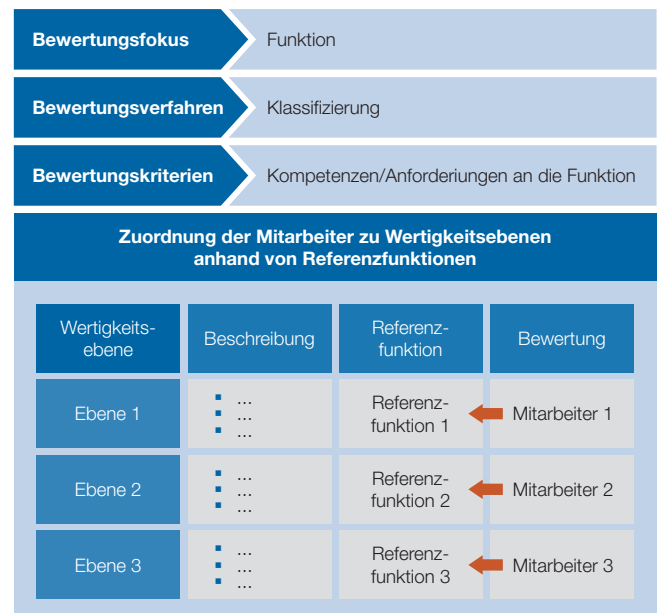 Bewertungsfokus Funktion
Bewertungsverfahren Klassifizierung
Bewertungskriterien Kompetenzen/Anforderiungen an die Funktion
Zuordnung der Mitarbeiter zu Wertigkeitsebenen
anhand von Referenzfunktionen
Wertigkeits-
ebene
Beschreibung
Referenz-
funktion
Bewertung
Ebene 1
▪ ...
▪ ...
▪ ...
Referenz-
funktion 1
Mitarbeiter 1
Ebene 2
▪ ...
▪ ...
▪ ...
Referenz-
funktion 2
Mitarbeiter 2
Ebene 3
▪ ...
▪ ...
▪ ...
Referenz-
funktion 3
Mitarbeiter 3